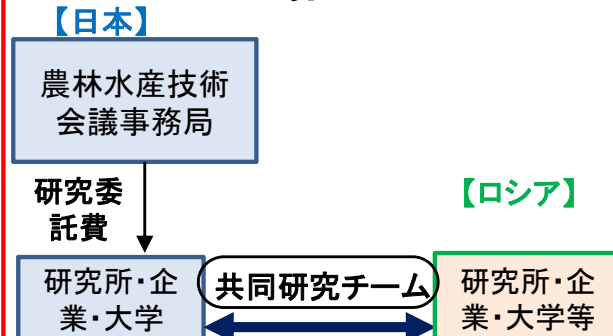 【日本】
農林水産技術
会議事務局
研究委
託費
【ロシア】
研究所・企
業・大学
共同研究チーム
研究所・企
業・大学等